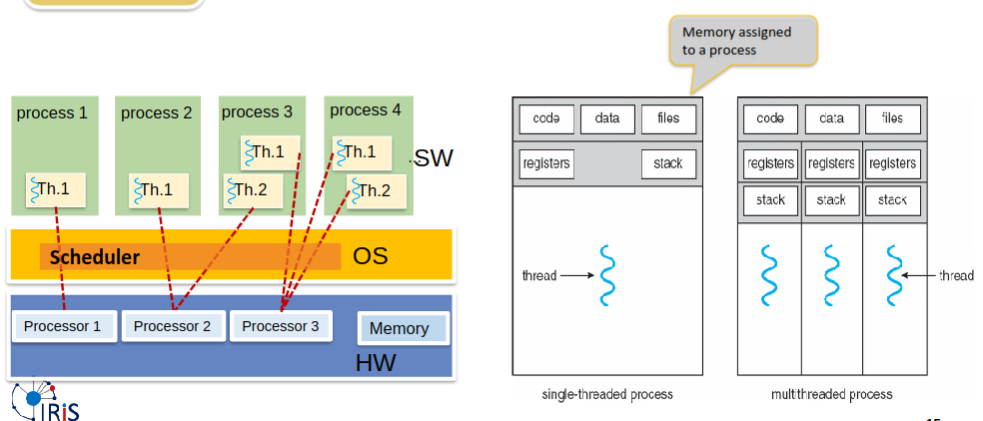 Memory assigned
to a process
process 1
process 2
process 3
process 4
Th.1
Th.1
Th.1
Th.2
Th.1
Th.2
.SW
Scheduler
OS
Processor 1
Processor 2
Processor 3
Memory
HW
IRiS
code
data
files
registers
stack
thread
single-threaded process
code
data
files
registers
registers
registers
stack
stack
stack
thread
multithreaded process